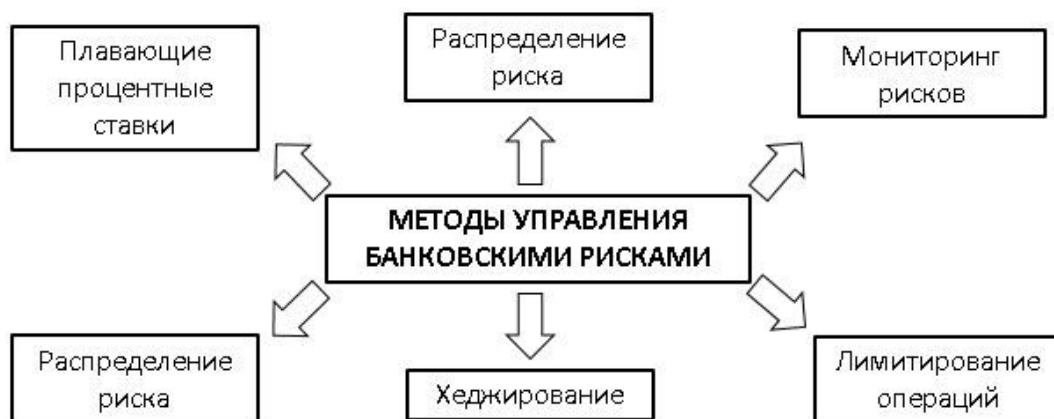 Плавающие
процентные
ставки
Распределение
риска
Мониторинг
рисков
МЕТОДЫ УПРАВЛЕНИЯ
БАНКОВСКИМИ РИСКАМИ
Распределение
риска
Хеджирование
Лимитирование
операций